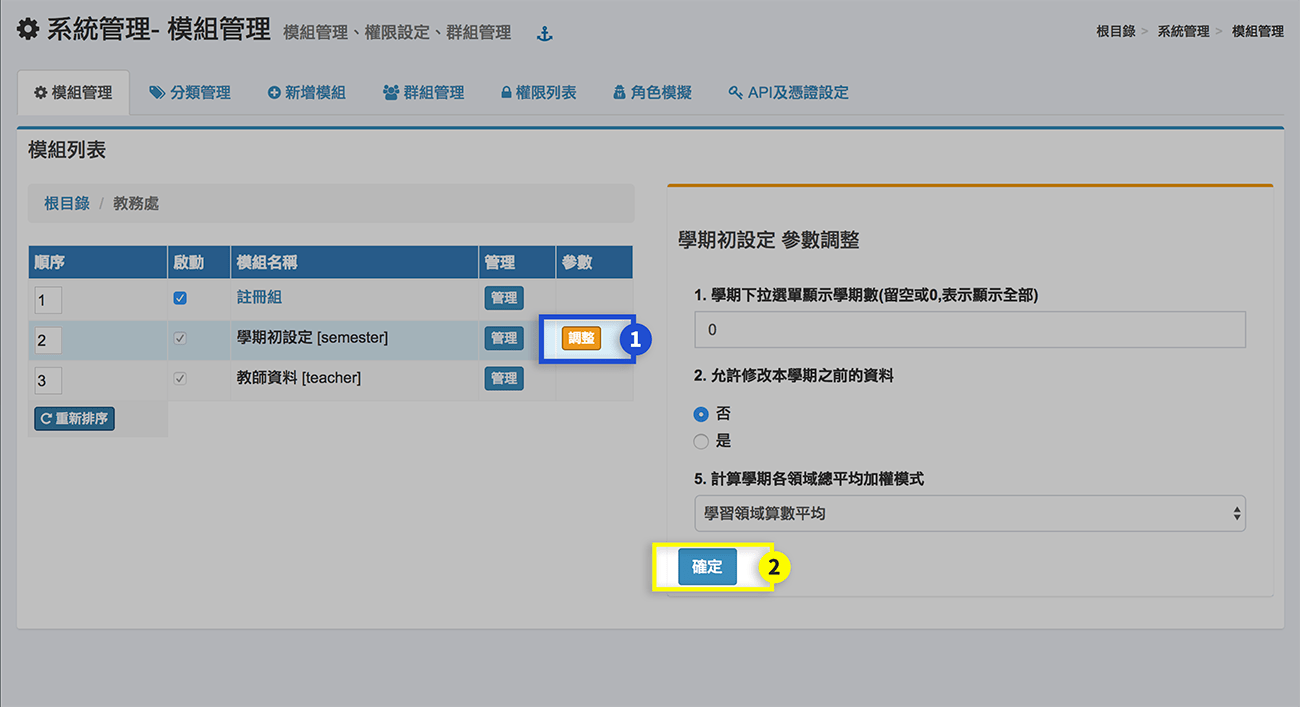 系統管理- 模組管理 模組管理、權限設定、群組管理
根目錄 > 系統管理 > 模組管理
模組管理 分類管理 新增模組 群組管理 權限列表 角色模擬 API及憑證設定
模組列表
根目錄 / 教務處
順序 啟動 模組名稱 管理 參數
1 註冊組 管理
2 學期初設定 [semester] 管理 調整 1
3 教師資料 [teacher] 管理
重新排序
學期初設定 參數調整
1. 學期下拉選單顯示學期數(留空或0,表示顯示全部)
0
2. 允許修改本學期之前的資料
否
是
5. 計算學期各領域總平均加權模式
學習領域算數平均
確定 2